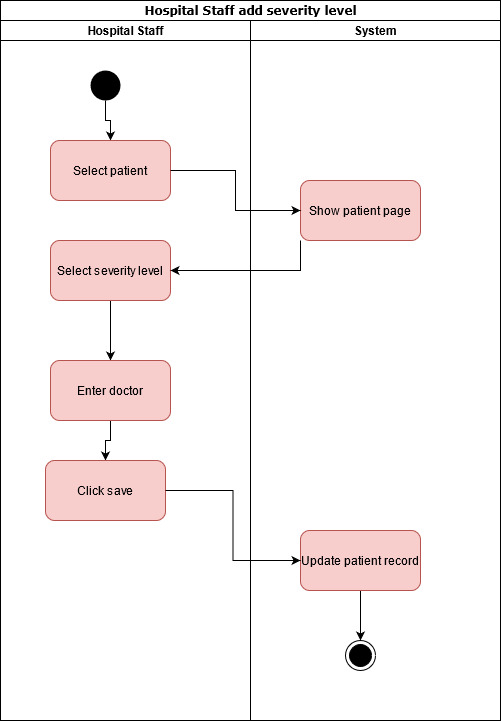 Hospital Staff add severity level
Hospital Staff
System
Select patient
Show patient page
Select severity level
Enter doctor
Click save
Update patient record